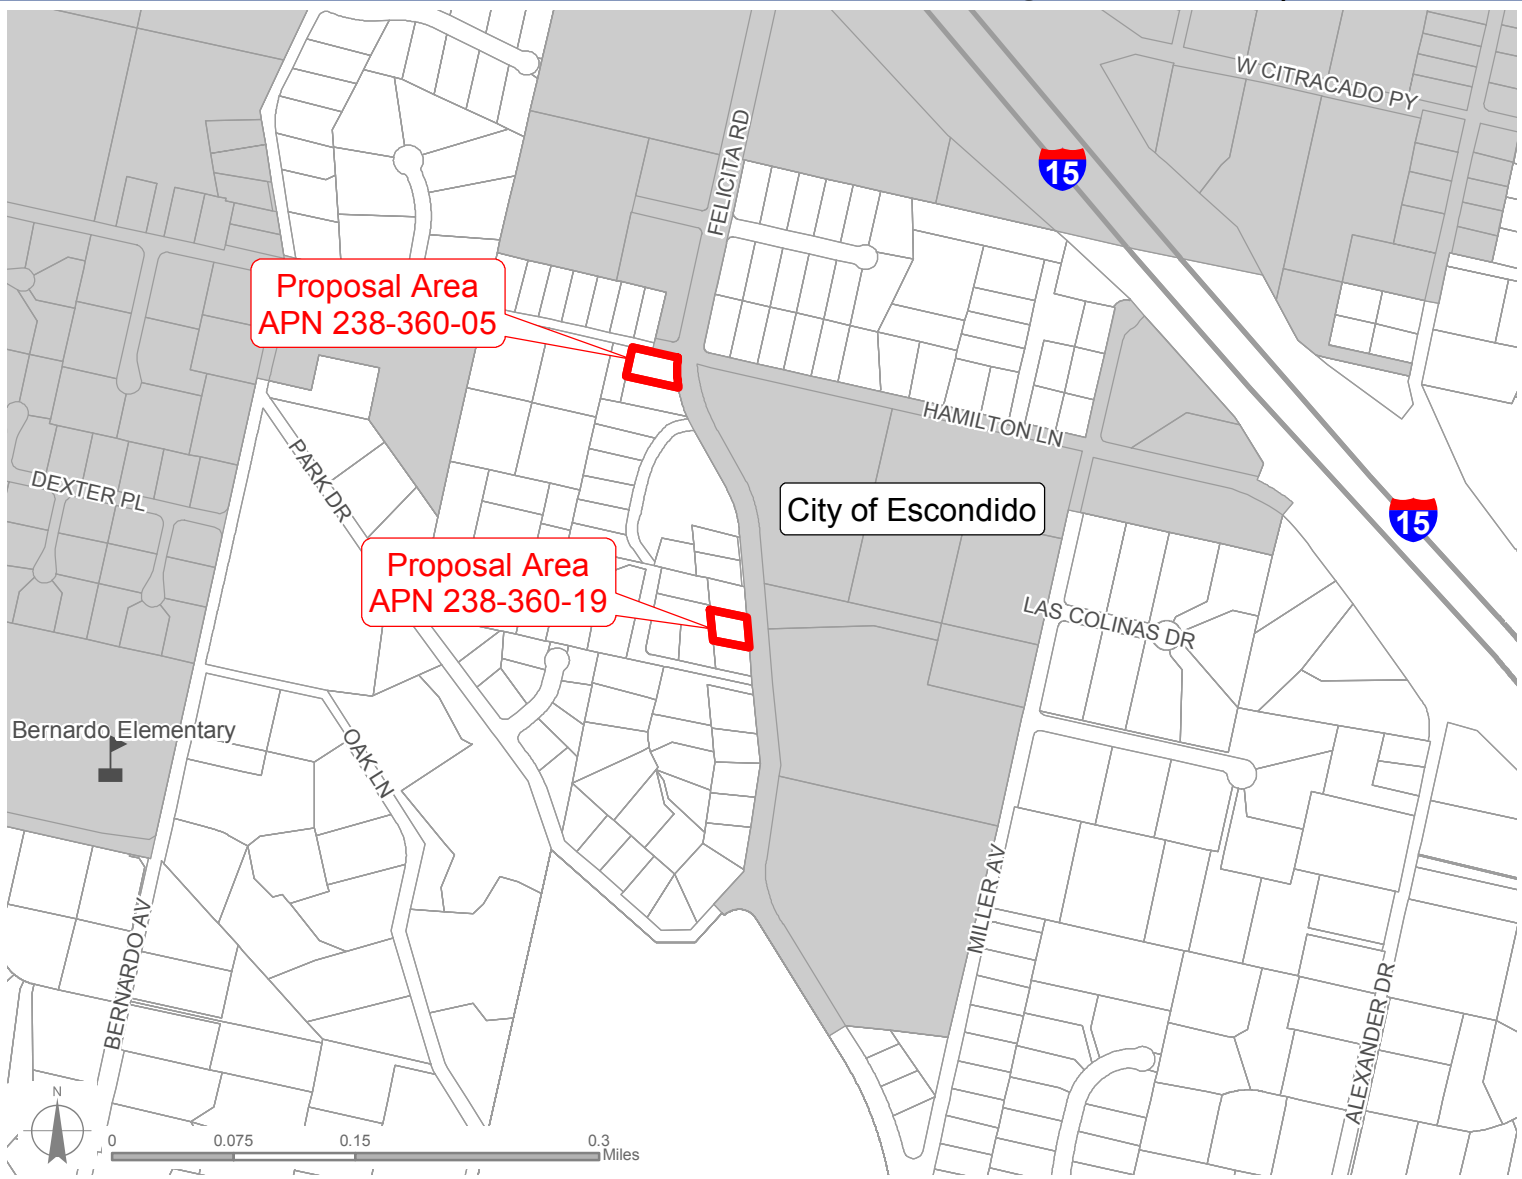 W CITRACADO PY
FELICITA RD
15
Proposal Area
APN 238-360-05
HAMILTON LN
PARK DR
DEXTER PL
City of Escondido
15
Proposal Area
APN 238-360-19
LAS COLINAS DR
Bernardo Elementary
OAK LN
MILLER AV
BERNARDO AV
ALEXANDER DR
N
0 0.075 0.15 0.3
Miles